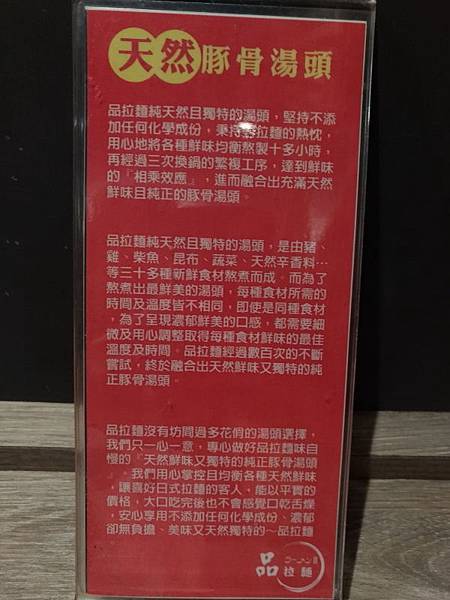 天然豚骨湯頭
品拉麵純天然且獨特的湯頭，堅持不添
加任何化學成份，秉持對拉麵的熱忱，
用心地將各種鮮味均衡熬製十多小時，
再經過三次換鍋的繁複工序，達到鮮味
的『相乘效應』，進而融合出充滿天然
鮮味且純正的豚骨湯頭。
品拉麵純天然且獨特的湯頭，是由豬、
雞、柴魚、昆布、蔬菜、天然辛香料…
等三十多種新鮮食材熬煮而成。而為了
熬煮出最鮮美的湯頭，每種食材所需的
時間及溫度皆不相同，即使是同種食材
，為了呈現濃郁鮮美的口感，都需要細
微及用心調整取得每種食材鮮味的最佳
溫度及時間。品拉麵經過數百次的不斷
嘗試，終於融合出天然鮮味又獨特的純
正豚骨湯頭。
品拉麵沒有坊間過多花俏的湯頭選擇，
我們只一心一意，專心做好品拉麵味自
慢的『天然鮮味又獨特的純正豚骨湯頭
』。我們用心掌控且均衡各種天然鮮味
，讓喜好日式拉麵的客人，能以平實的
價格，大口吃完後也不會感覺口乾舌燥
，安心享用不添加任何化學成份、濃郁
卻無負擔、美味又天然獨特的～品拉麵
品拉麵